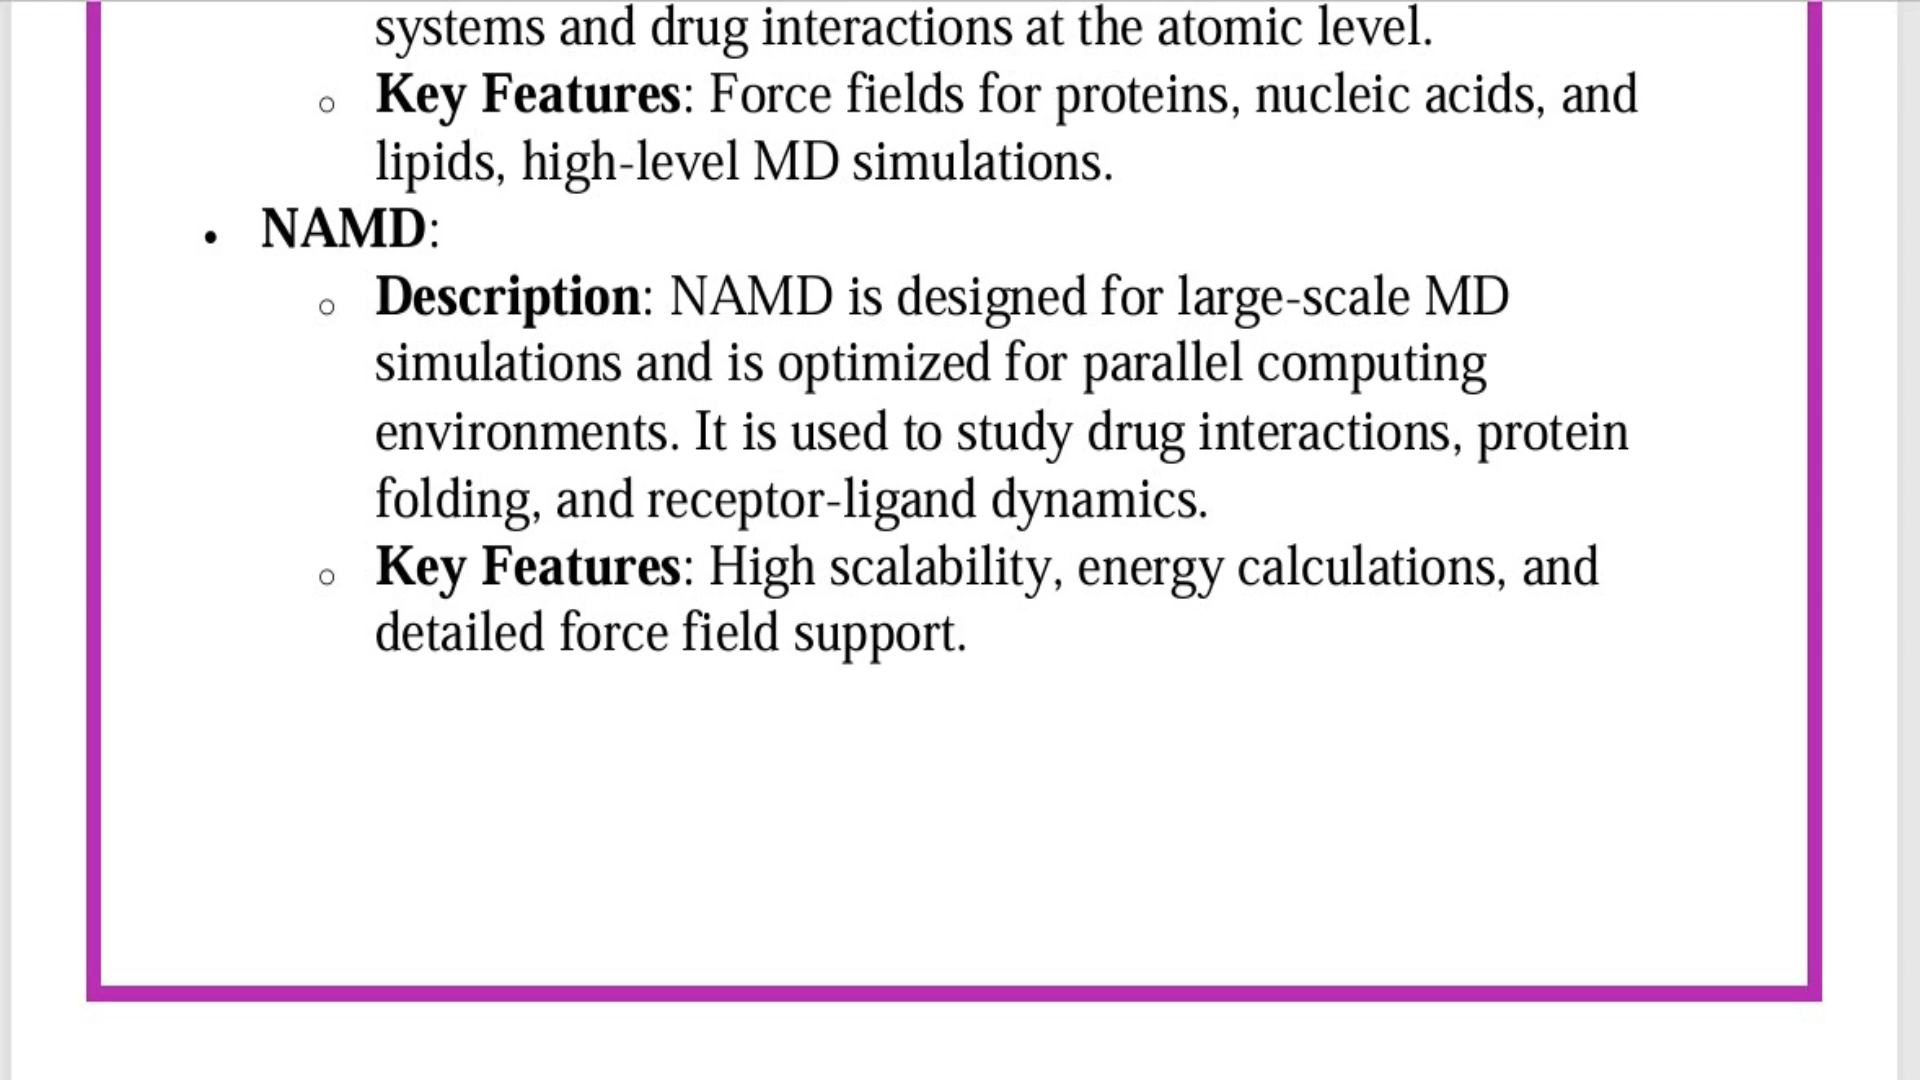 systems and drug interactions at the atomic level.
○ Key Features: Force fields for proteins, nucleic acids, and
lipids, high-level MD simulations.
• NAMD:
○ Description: NAMD is designed for large-scale MD
simulations and is optimized for parallel computing
environments. It is used to study drug interactions, protein
folding, and receptor-ligand dynamics.
○ Key Features: High scalability, energy calculations, and
detailed force field support.